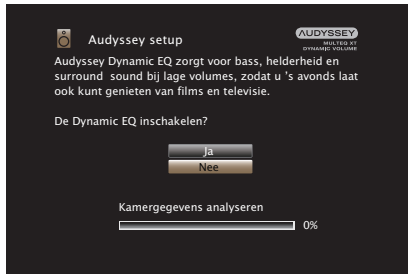 Audyssey setup
AUDYSSEY
MULTEQ XT
DYNAMIC VOLUME
Audyssey Dynamic EQ zorgt voor bass, helderheid en
surround sound bij lage volumes, zodat u 's avonds laat
ook kunt genieten van films en televisie.
De Dynamic EQ inschakelen?
Ja
Nee
Kamergegevens analyseren
0%